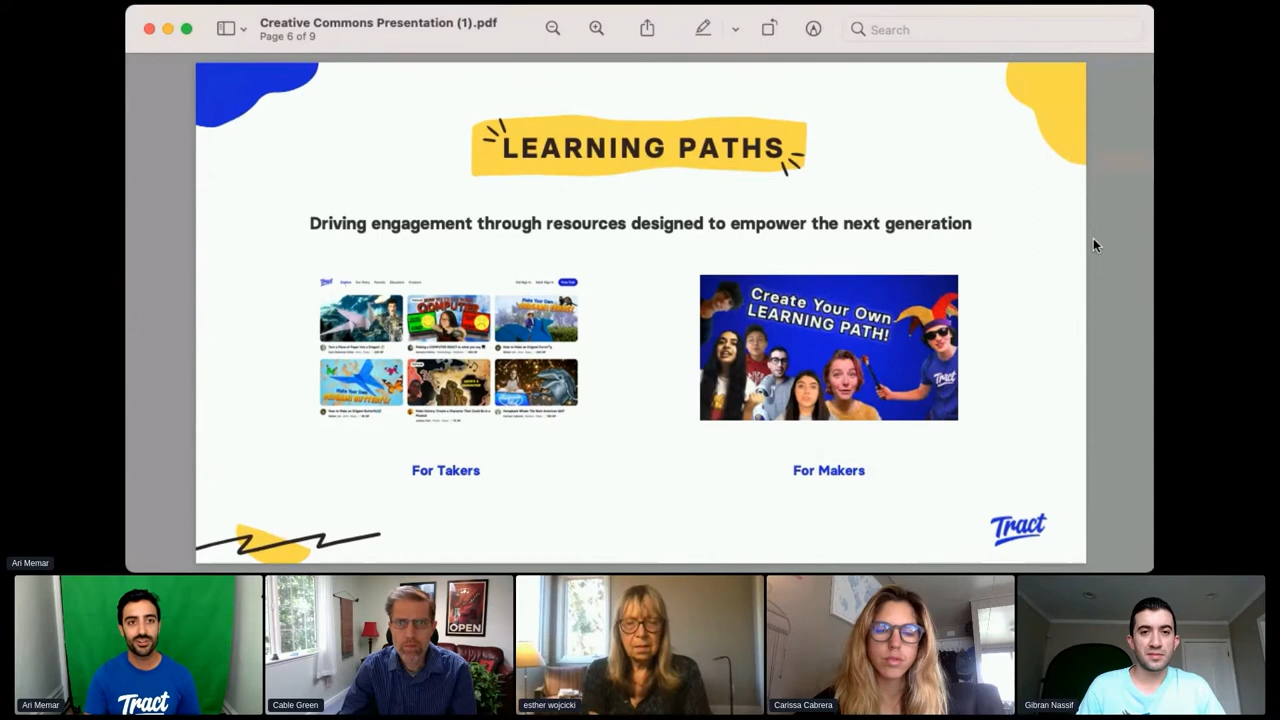 Creative Commons Presentation (1).pdf
Page 6 of 9
Search
LEARNING PATHS
Driving engagement through resources designed to empower the next generation
Tract
Create Your Own
LEARNING PATH!
Tract
For Takers
For Makers
Tract
Ari Memar
OPEN
Tract
Ari Memar
Cable Green
esther wojcicki
Carissa Cabrera
Gibran Nassif